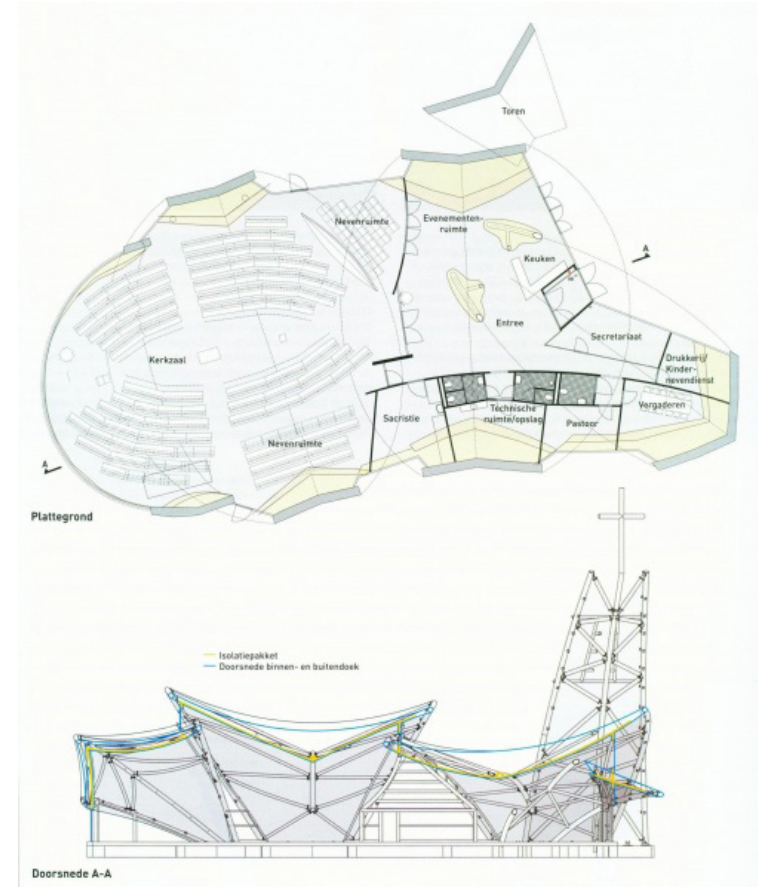 Toren
Nevenruimte
Evenementen-
ruimte
A
Keuken
Entree
Secretariaat
Kerkzaal
Drukkerij/
Kinder-
nevendienst
Sacristie
Technische
ruimte/opslag
Pastoor
Vergaderen
Nevenruimte
A
Plattegrond
Isolatiepakket
Doorsnede binnen- en buitendoek
Doorsnede A-A